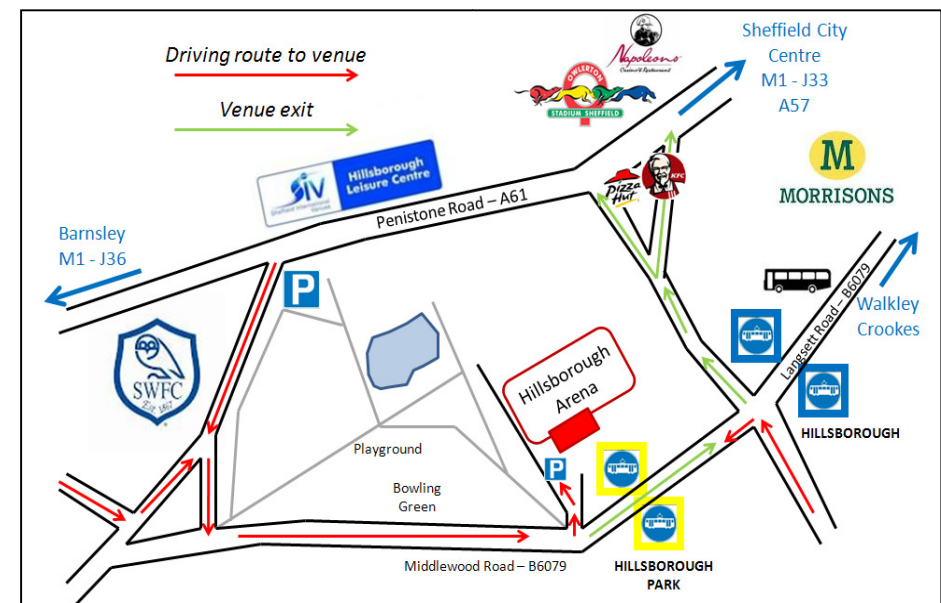 Driving route to venue
Venue exit
Napoleons
Casino & Restaurant
OWLERTON
STADIUM SHEFFIELD
Sheffield City
Centre
M1 - J33
A57
SIV
Sheffield International
Venues
Hillsborough
Leisure Centre
Pizza
Hut
KFC
M
MORRISONS
Penistone Road – A61
Barnsley
M1 - J36
P
SWFC
Est. 1867
Langsett Road – B6079
Walkley
Crookes
Hillsborough
Arena
HILLSBOROUGH
Playground
P
Bowling
Green
Middlewood Road – B6079
HILLSBOROUGH
PARK